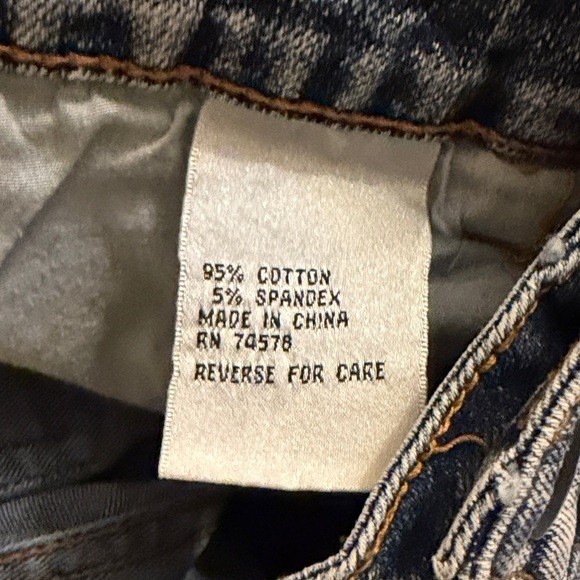 95% COTTON
5% SPANDEX
MADE IN CHINA
RN 74578
REVERSE FOR CARE